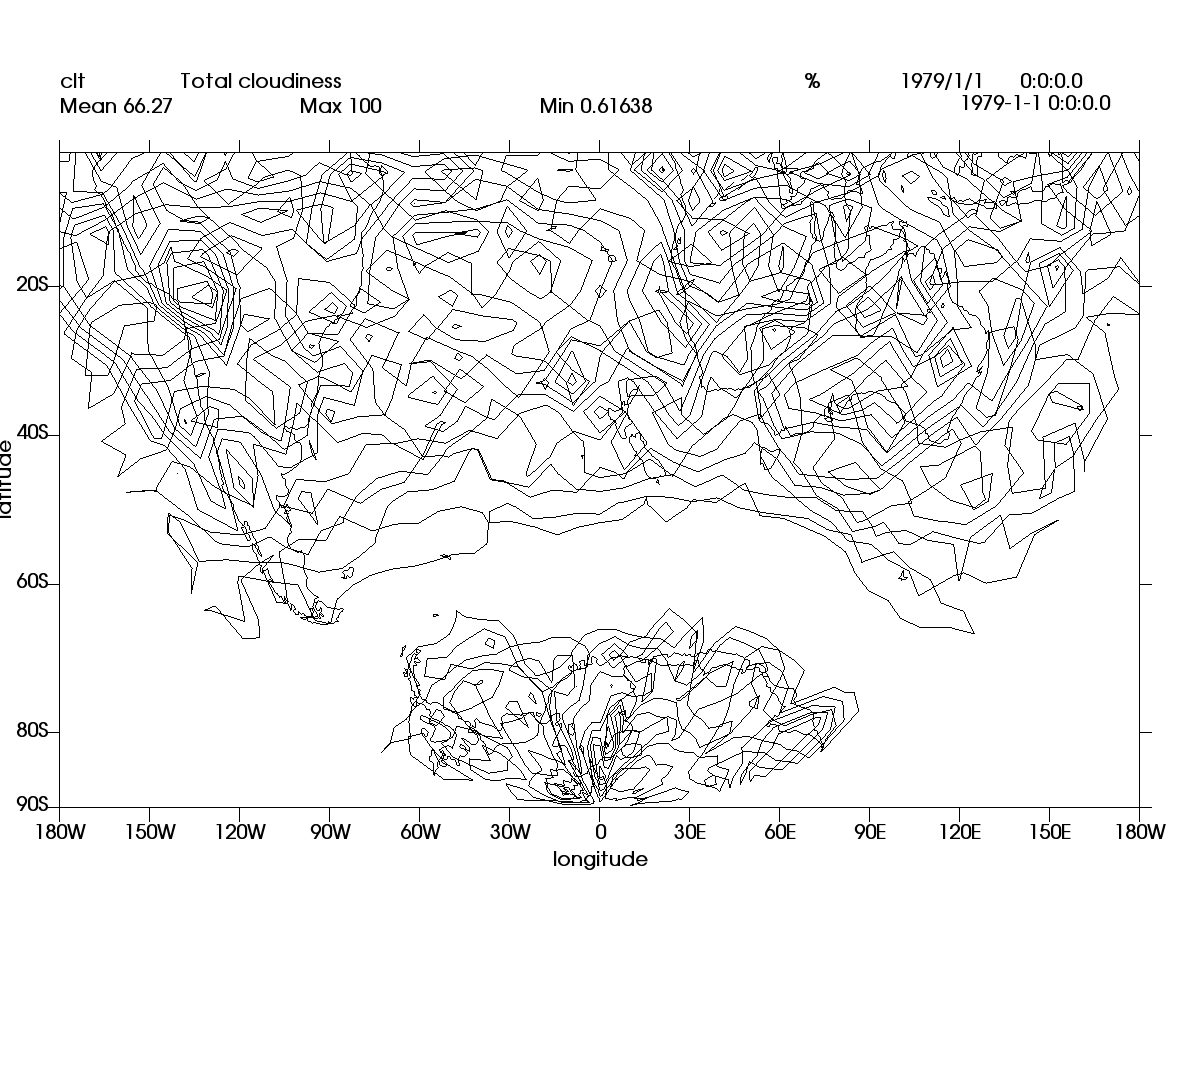 clt Total cloudiness % 1979/1/1 0:0:0.0
Mean 66.27 Max 100 Min 0.61638 1979-1-1 0:0:0.0
20S
40S
latitude
60S
80S
90S
180W 150W 120W 90W 60W 30W 0 30E 60E 90E 120E 150E 180W
longitude